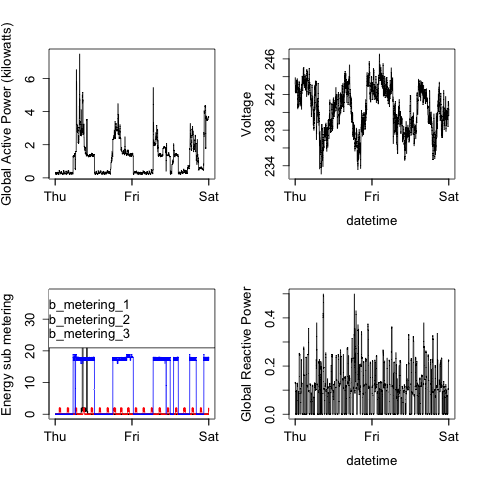 Global Active Power (kilowatts)
0 2 4 6
Thu Fri Sat
Voltage
234 238 242 246
Thu Fri Sat
datetime
Energy sub metering
0 10 20 30
b_metering_1
b_metering_2
b_metering_3
Thu Fri Sat
Global Reactive Power
0.0 0.2 0.4
Thu Fri Sat
datetime